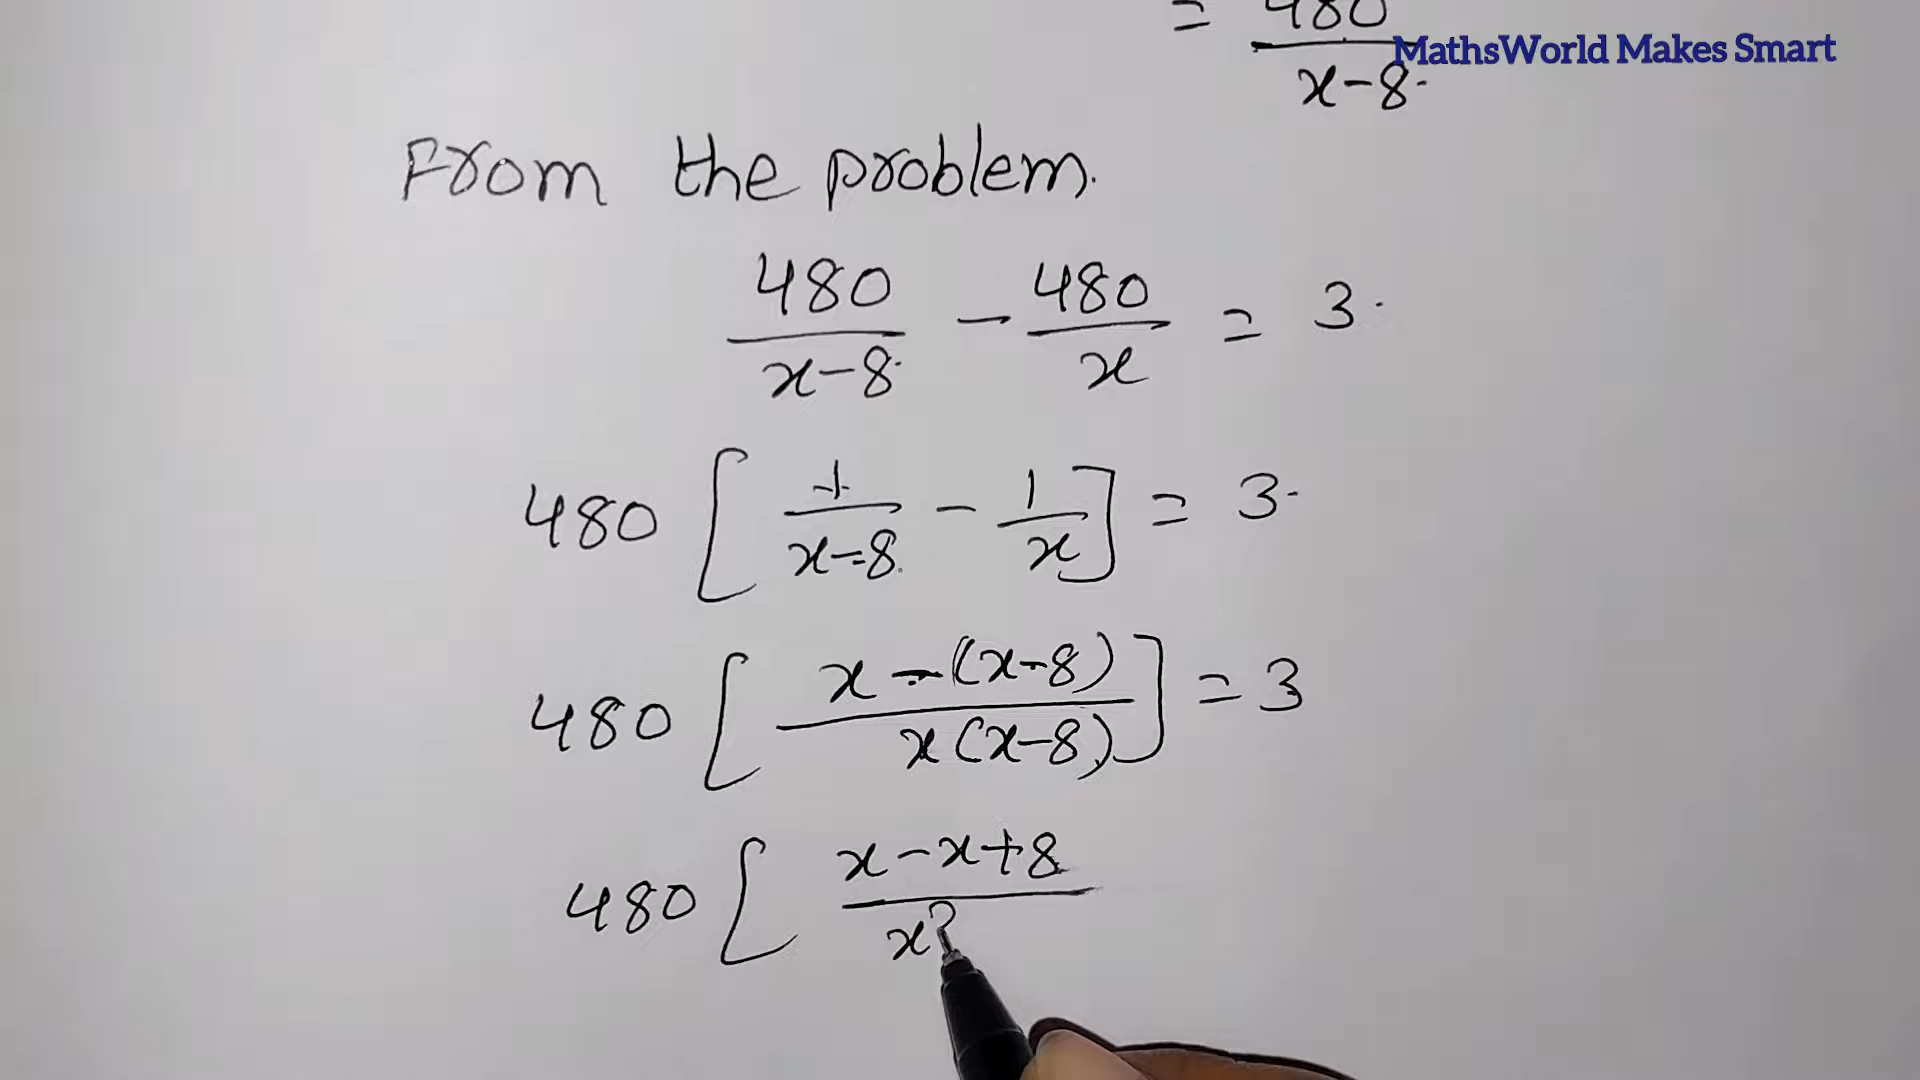 = 480/x-8.
MathsWorld Makes Smart
From the problem.
480/x-8. - 480/x = 3.
480 [ 1/x-8. - 1/x ] = 3.
480 [ x-(x-8)/x(x-8) ] = 3
480 [ x-x+8/x²